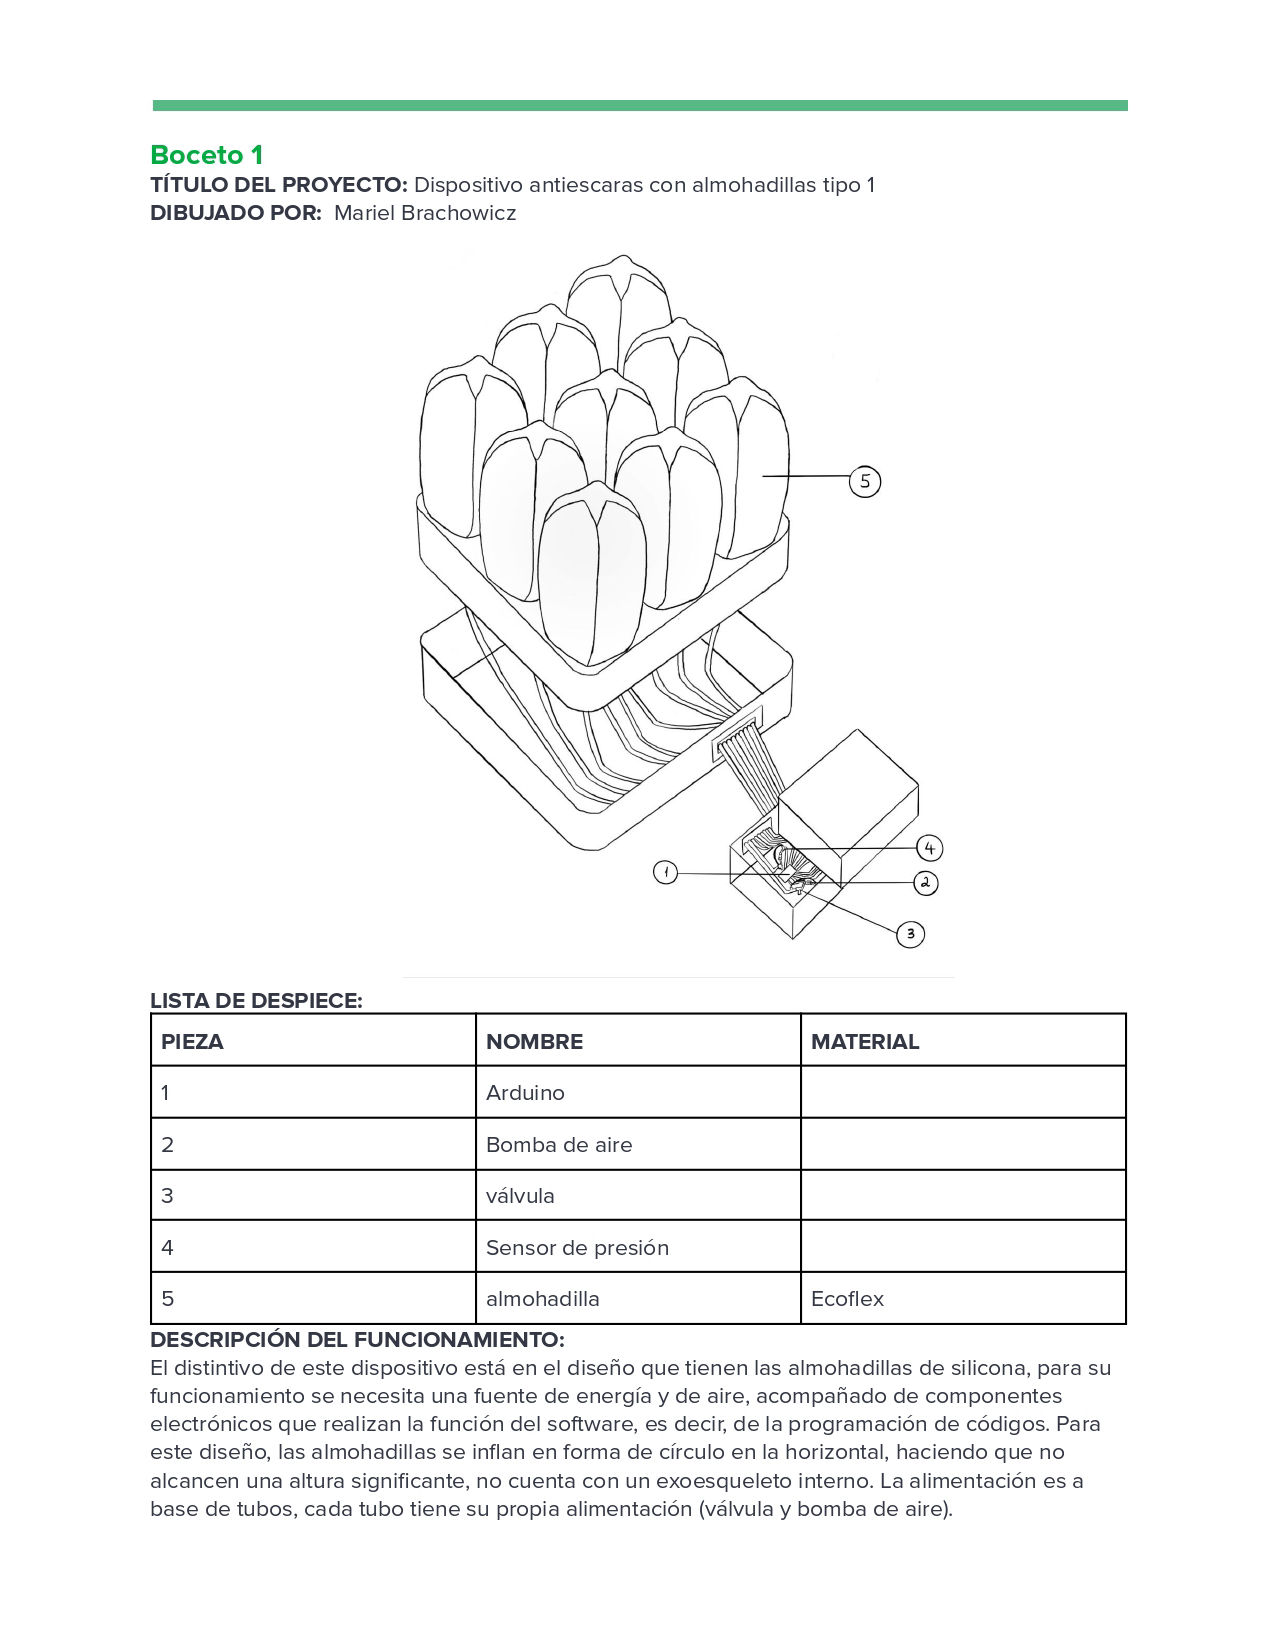 Boceto 1
TÍTULO DEL PROYECTO: Dispositivo antiescaras con almohadillas tipo 1
DIBUJADO POR: Mariel Brachowicz
5
4
1
2
3
LISTA DE DESPIECE:
PIEZA NOMBRE MATERIAL
1 Arduino
2 Bomba de aire
3 válvula
4 Sensor de presión
5 almohadilla Ecoflex
DESCRIPCIÓN DEL FUNCIONAMIENTO:
El distintivo de este dispositivo está en el diseño que tienen las almohadillas de silicona, para su
funcionamiento se necesita una fuente de energía y de aire, acompañado de componentes
electrónicos que realizan la función del software, es decir, de la programación de códigos. Para
este diseño, las almohadillas se inflan en forma de círculo en la horizontal, haciendo que no
alcancen una altura significante, no cuenta con un exoesqueleto interno. La alimentación es a
base de tubos, cada tubo tiene su propia alimentación (válvula y bomba de aire).